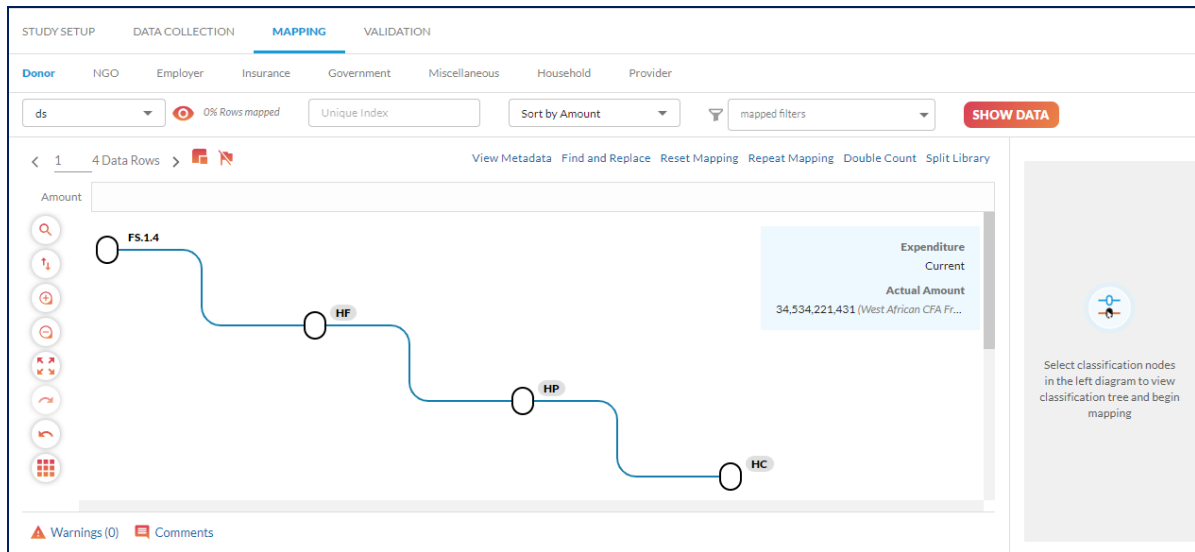 STUDY SETUP DATA COLLECTION MAPPING VALIDATION
Donor NGO Employer Insurance Government Miscellaneous Household Provider
ds 0% Rows mapped Unique Index Sort by Amount mapped filters SHOW DATA
1 4 Data Rows View Metadata Find and Replace Reset Mapping Repeat Mapping Double Count Split Library
Amount
FS.1.4
Expenditure
Current
Actual Amount
34,534,221,431 (West African CFA Fr...
HF
HP
HC
Select classification nodes
in the left diagram to view
classification tree and begin
mapping
Warnings (0) Comments